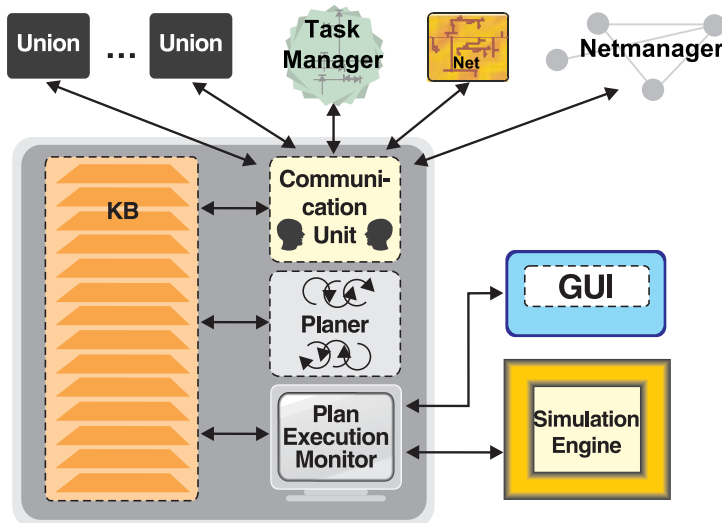 Union
...
Union
Task
Manager
Net
Netmanager
KB
Communi-
cation
Unit
Planer
Plan
Execution
Monitor
GUI
Simulation
Engine